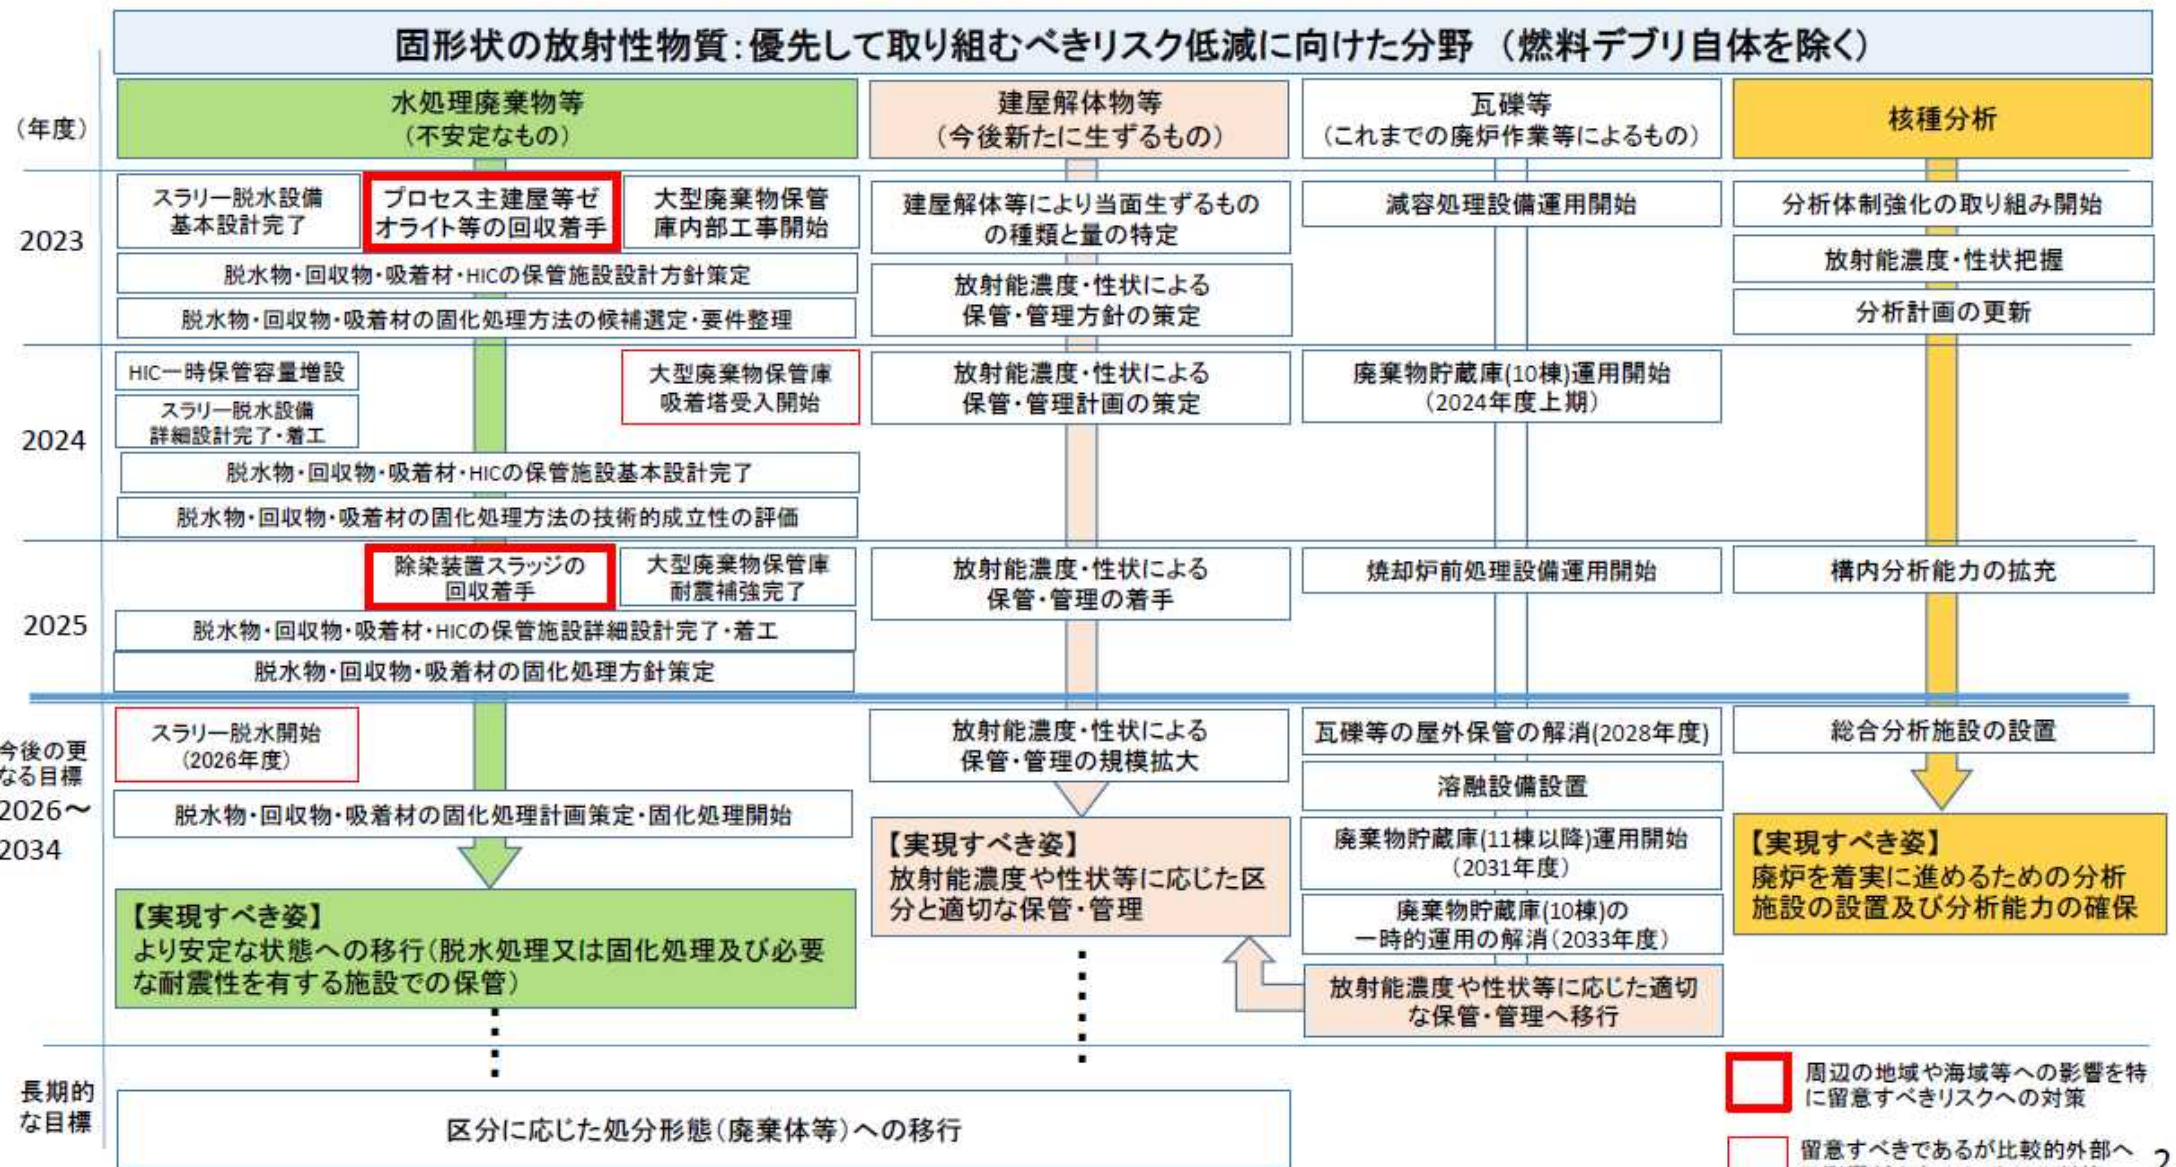 固形状の放射性物質：優先して取り組むべきリスク低減に向けた分野 （燃料デブリ自体を除く）
（年度）
水処理廃棄物等
（不安定なもの）
建屋解体物等
（今後新たに生ずるもの）
瓦礫等
（これまでの廃炉作業等によるもの）
核種分析
2023
スラリー脱水設備
基本設計完了
プロセス主建屋等ゼ
オライト等の回収着手
大型廃棄物保管
庫内部工事開始
脱水物・回収物・吸着材・HICの保管施設設計方針策定
脱水物・回収物・吸着材の固化処理方法の候補選定・要件整理
建屋解体等により当面生ずるもの
の種類と量の特定
放射能濃度・性状による
保管・管理方針の策定
減容処理設備運用開始
分析体制強化の取り組み開始
放射能濃度・性状把握
分析計画の更新
2024
HIC一時保管容量増設
スラリー脱水設備
詳細設計完了・着工
大型廃棄物保管庫
吸着塔受入開始
脱水物・回収物・吸着材・HICの保管施設基本設計完了
脱水物・回収物・吸着材の固化処理方法の技術的成立性の評価
放射能濃度・性状による
保管・管理計画の策定
廃棄物貯蔵庫(10棟)運用開始
（2024年度上期）
2025
除染装置スラッジの
回収着手
大型廃棄物保管庫
耐震補強完了
脱水物・回収物・吸着材・HICの保管施設詳細設計完了・着工
脱水物・回収物・吸着材の固化処理方針策定
放射能濃度・性状による
保管・管理の着手
焼却炉前処理設備運用開始
構内分析能力の拡充
今後の更
なる目標
2026～
2034
スラリー脱水開始
（2026年度）
脱水物・回収物・吸着材の固化処理計画策定・固化処理開始
【実現すべき姿】
より安定な状態への移行（脱水処理又は固化処理及び必要
な耐震性を有する施設での保管）
放射能濃度・性状による
保管・管理の規模拡大
【実現すべき姿】
放射能濃度や性状等に応じた区
分と適切な保管・管理
瓦礫等の屋外保管の解消(2028年度)
溶融設備設置
廃棄物貯蔵庫(11棟以降)運用開始
（2031年度）
廃棄物貯蔵庫(10棟)の
一時的運用の解消（2033年度）
放射能濃度や性状等に応じた適切
な保管・管理へ移行
総合分析施設の設置
【実現すべき姿】
廃炉を着実に進めるための分析
施設の設置及び分析能力の確保
長期的
な目標
区分に応じた処分形態（廃棄体等）への移行
周辺の地域や海域等への影響を特
に留意すべきリスクへの対策
留意すべきであるが比較的外部へ
2